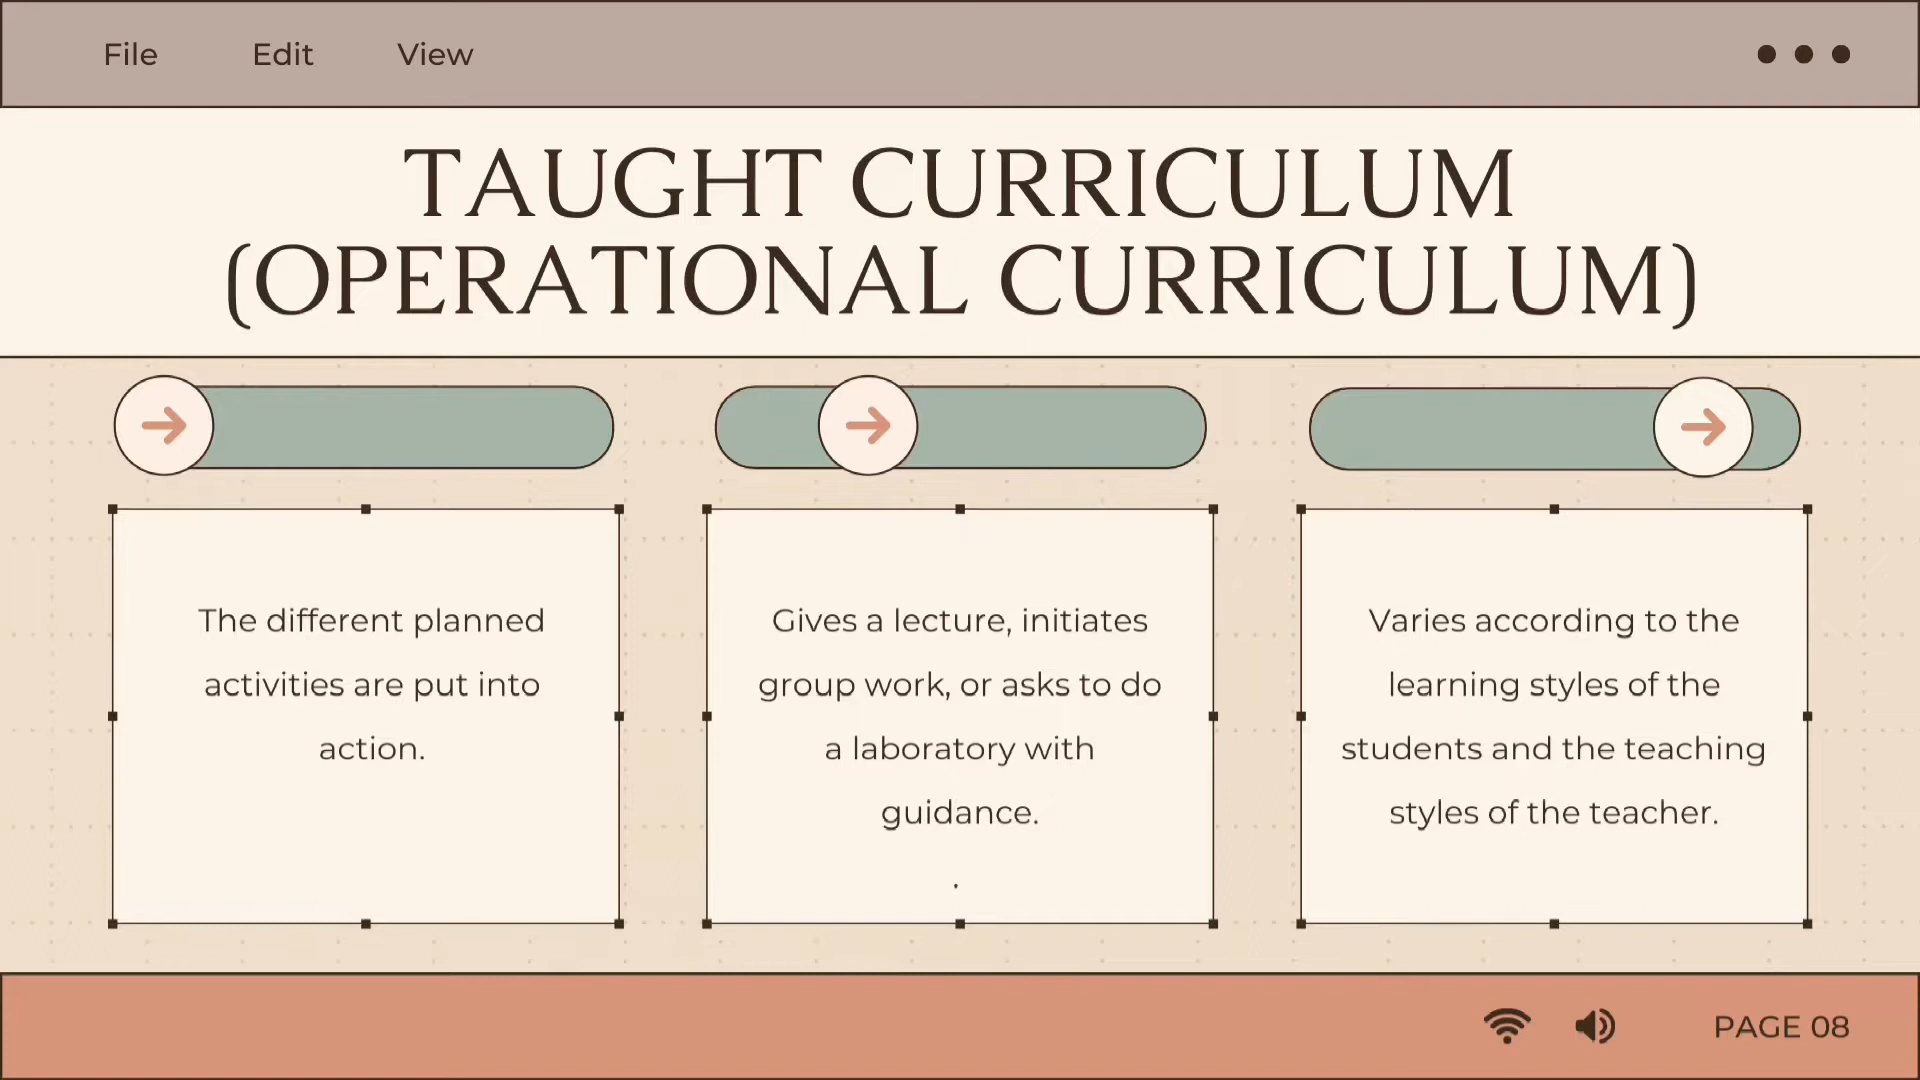 File Edit View
TAUGHT CURRICULUM
(OPERATIONAL CURRICULUM)
The different planned
activities are put into
action.
Gives a lecture, initiates
group work, or asks to do
a laboratory with
guidance.
.
Varies according to the
learning styles of the
students and the teaching
styles of the teacher.
PAGE 08